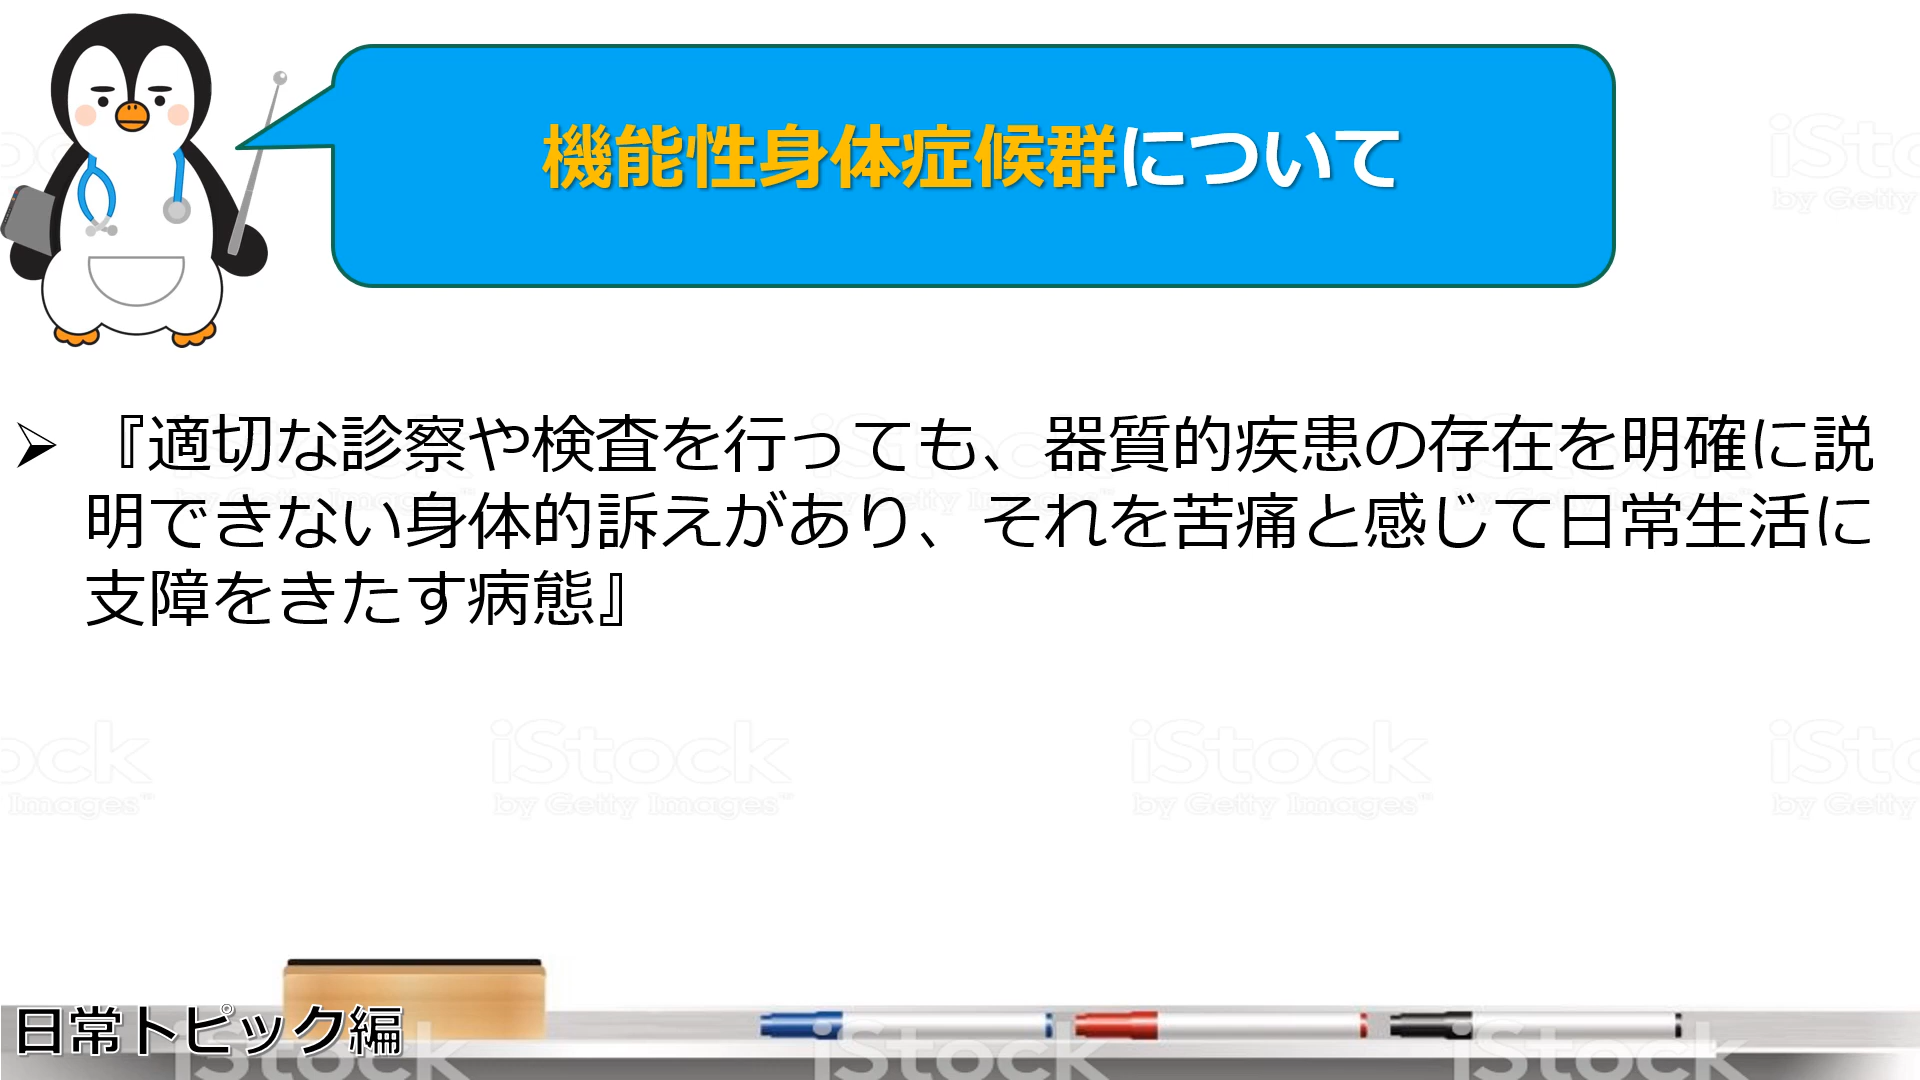 機能性身体症候群について
『適切な診察や検査を行っても、器質的疾患の存在を明確に説
明できない身体的訴えがあり、それを苦痛と感じて日常生活に
支障をきたす病態』
iStock
by Getty Images™
日常トピック編